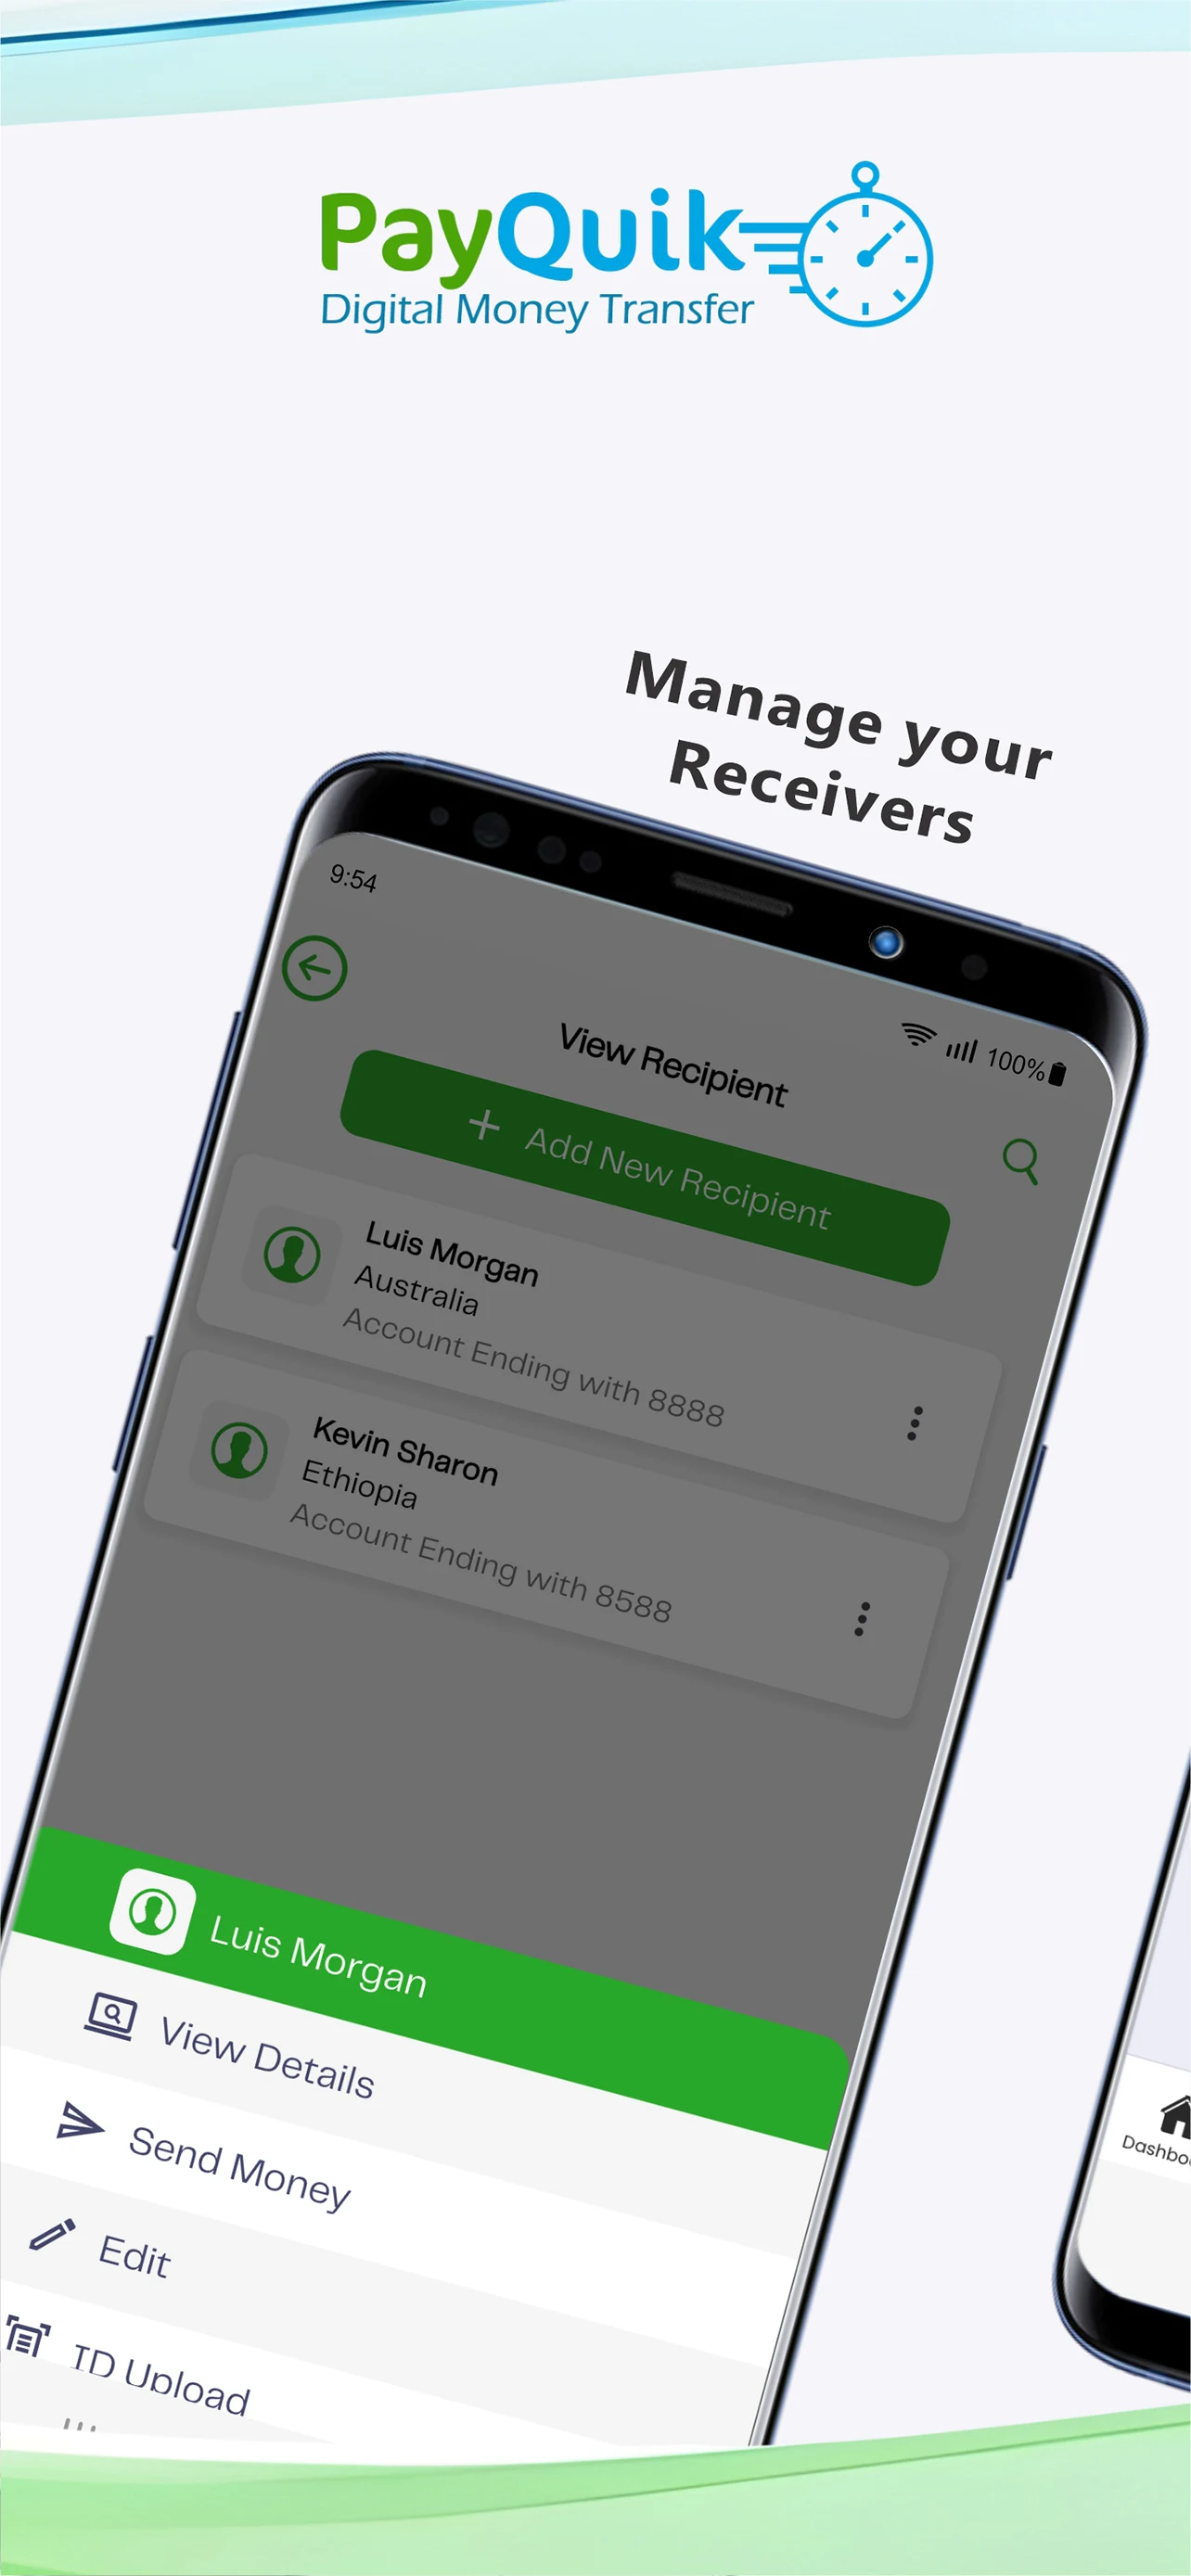 PayQuik
Digital Money Transfer
Manage your
Receivers
9:54
100%
View Recipient
+ Add New Recipient
Luis Morgan
Australia
Account Ending with 8888
Kevin Sharon
Ethiopia
Account Ending with 8588
Luis Morgan
View Details
Send Money
Edit
ID Upload